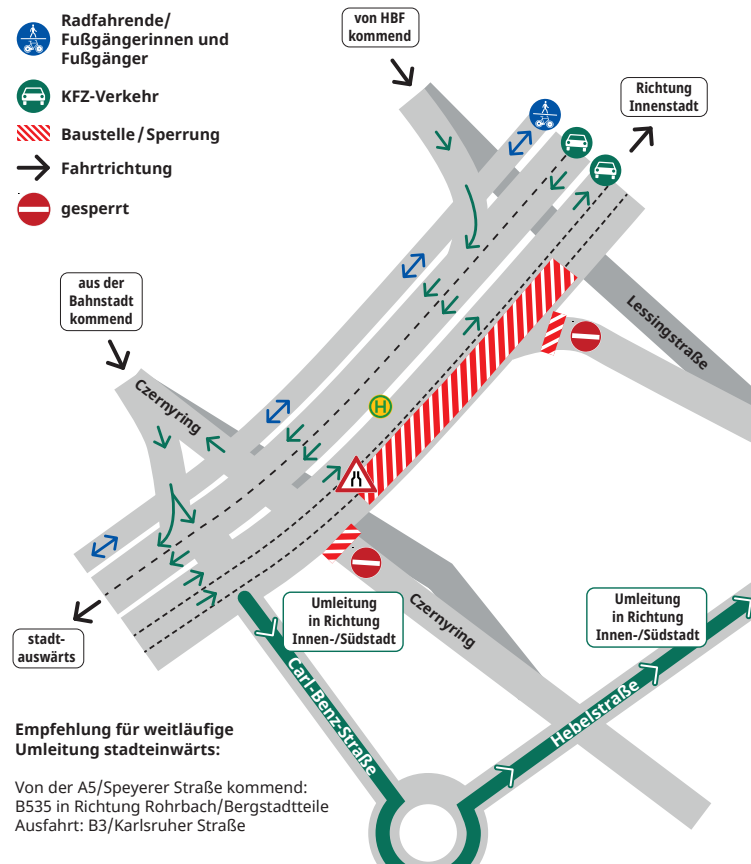 Radfahrende/
Fußgängerinnen und
Fußgänger
KFZ-Verkehr
Baustelle/Sperrung
Fahrtrichtung
gesperrt
von HBF
kommend
Richtung
Innenstadt
aus der
Bahnstadt
kommend
Czernyring
Lessingstraße
H
stadt-
auswärts
Umleitung
in Richtung
Innen-/Südstadt
Czernyring
Umleitung
in Richtung
Innen-/Südstadt
Carl-Benz-Straße
Hebelstraße
Empfehlung für weitläufige
Umleitung stadteinwärts:
Von der A5/Speyerer Straße kommend:
B535 in Richtung Rohrbach/Bergstadtteile
Ausfahrt: B3/Karlsruher Straße